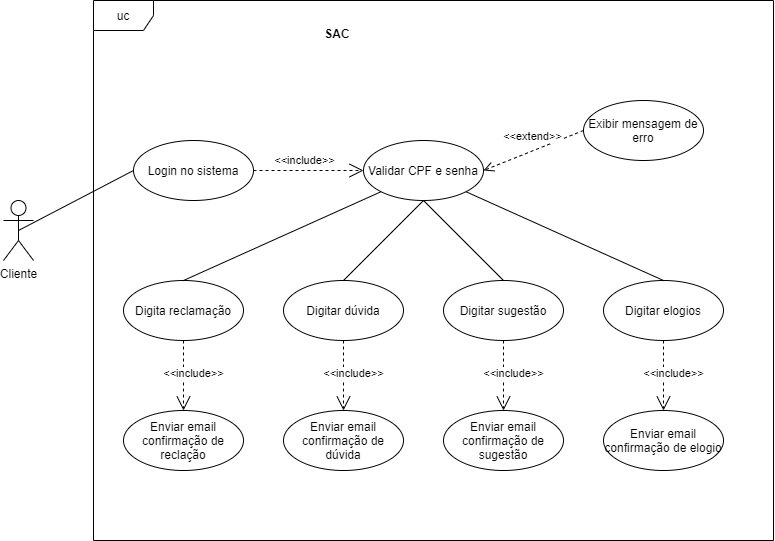 uc
SAC
Exibir mensagem de
erro
<<extend>>
Login no sistema
<<include>>
Validar CPF e senha
Cliente
Digita reclamação
Digitar dúvida
Digitar sugestão
Digitar elogios
<<include>>
<<include>>
<<include>>
<<include>>
Enviar email
confirmação de
reclação
Enviar email
confirmação de
dúvida
Enviar email
confirmação de
sugestão
Enviar email
confirmação de elogio